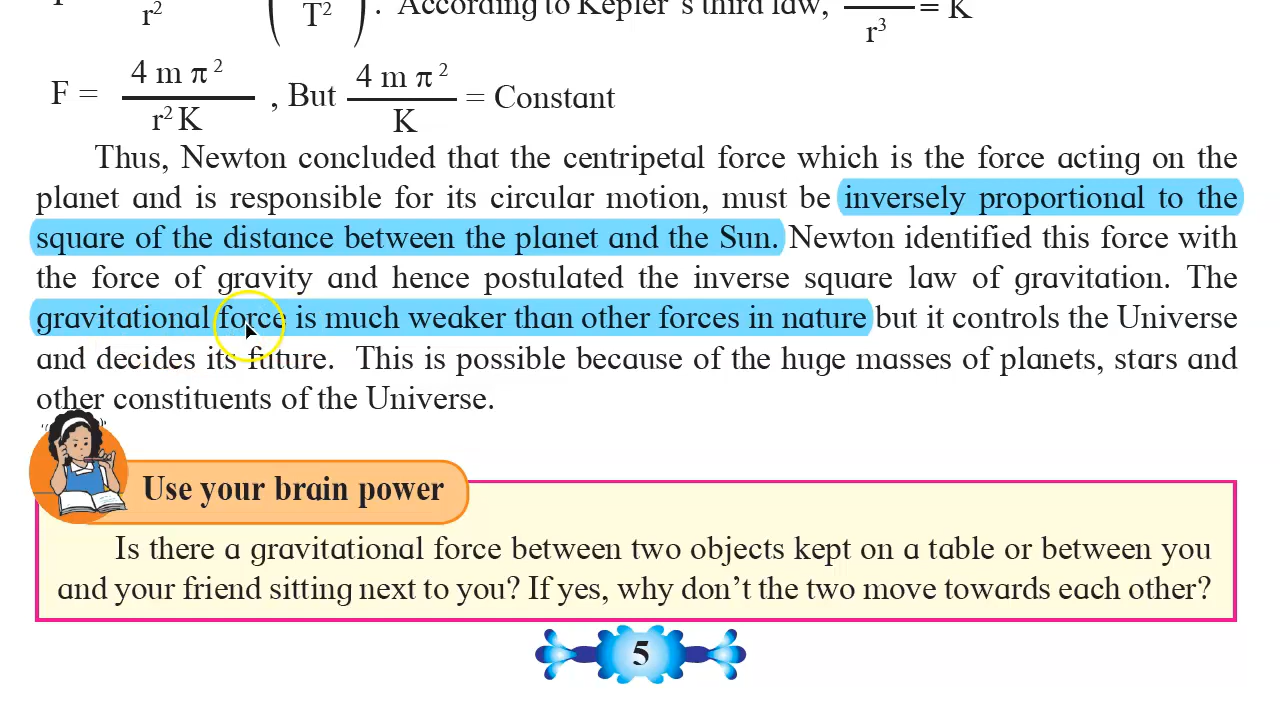 r²
T²
. According to Kepler's third law,
r³
= K
F = 4 m π² / r² K , But 4 m π² / K = Constant
Thus, Newton concluded that the centripetal force which is the force acting on the
planet and is responsible for its circular motion, must be inversely proportional to the
square of the distance between the planet and the Sun. Newton identified this force with
the force of gravity and hence postulated the inverse square law of gravitation. The
gravitational force is much weaker than other forces in nature but it controls the Universe
and decides its future. This is possible because of the huge masses of planets, stars and
other constituents of the Universe.
Use your brain power
Is there a gravitational force between two objects kept on a table or between you
and your friend sitting next to you? If yes, why don't the two move towards each other?
5